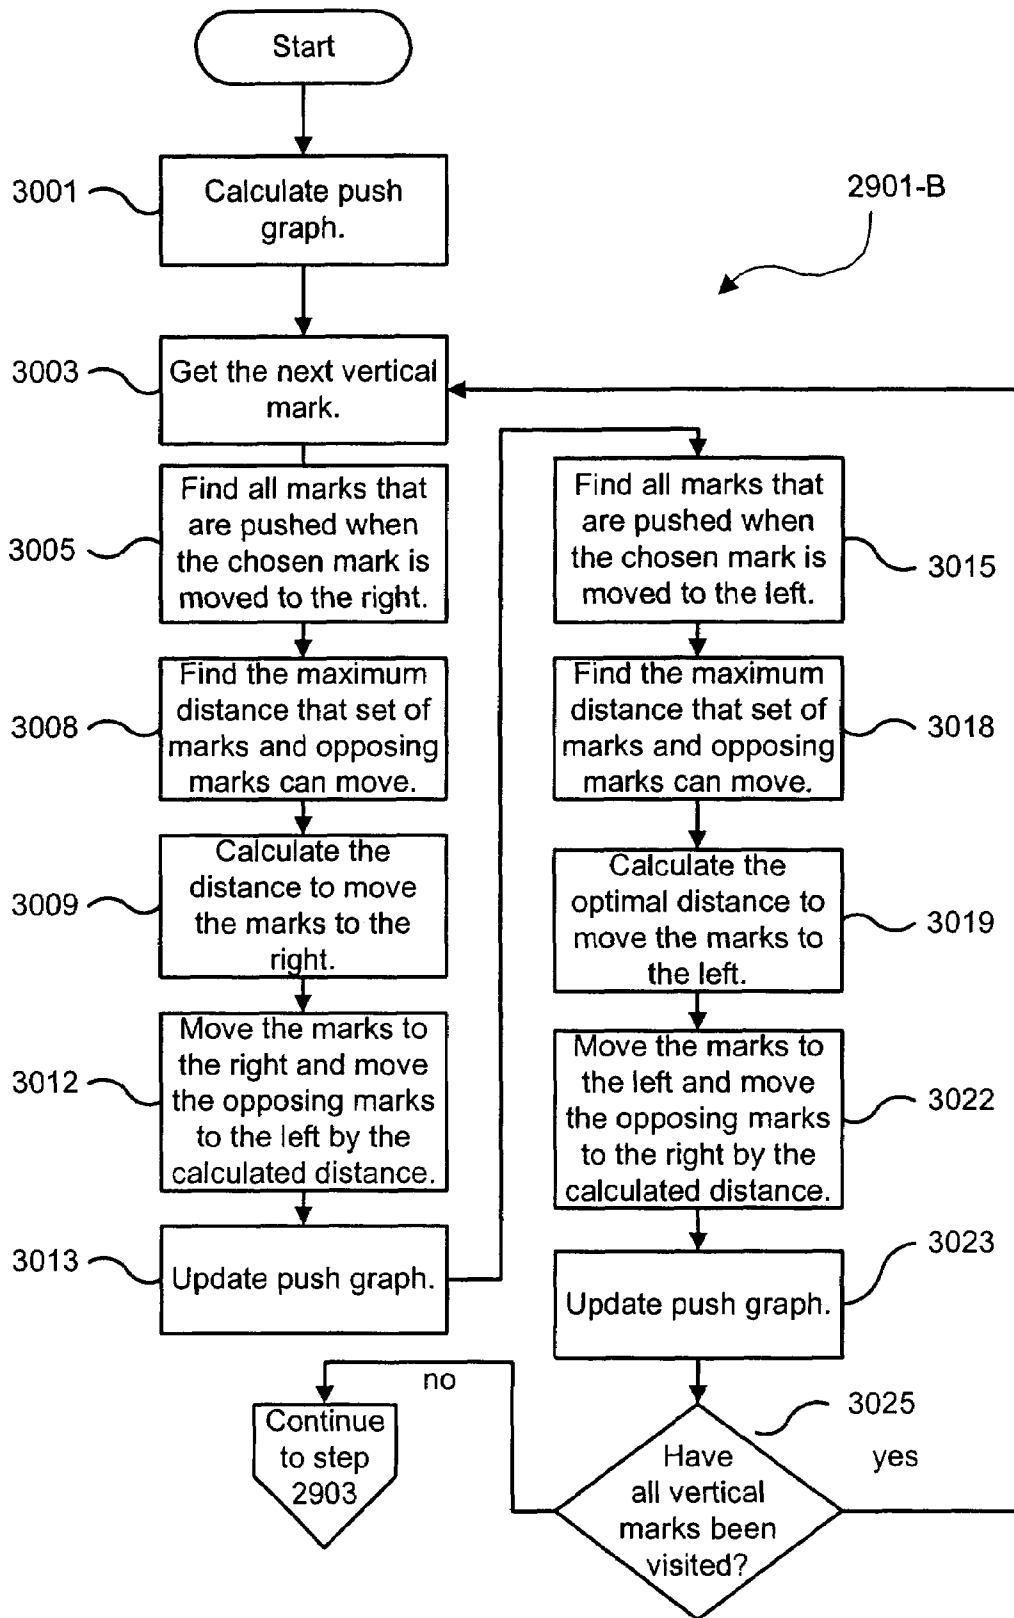 Start
3001
Calculate push
graph.
2901-B
3003
Get the next vertical
mark.
3005
Find all marks that
are pushed when
the chosen mark is
moved to the right.
3008
Find the maximum
distance that set of
marks and opposing
marks can move.
3009
Calculate the
distance to move
the marks to the
right.
3012
Move the marks to
the right and move
the opposing marks
to the left by the
calculated distance.
3013
Update push graph.
Find all marks that
are pushed when
the chosen mark is
moved to the left.
3015
Find the maximum
distance that set of
marks and opposing
marks can move.
3018
Calculate the
optimal distance to
move the marks to
the left.
3019
Move the marks to
the left and move
the opposing marks
to the right by the
calculated distance.
3022
Update push graph.
3023
3025
Have
all vertical
marks been
visited?
yes
no
Continue
to step
2903